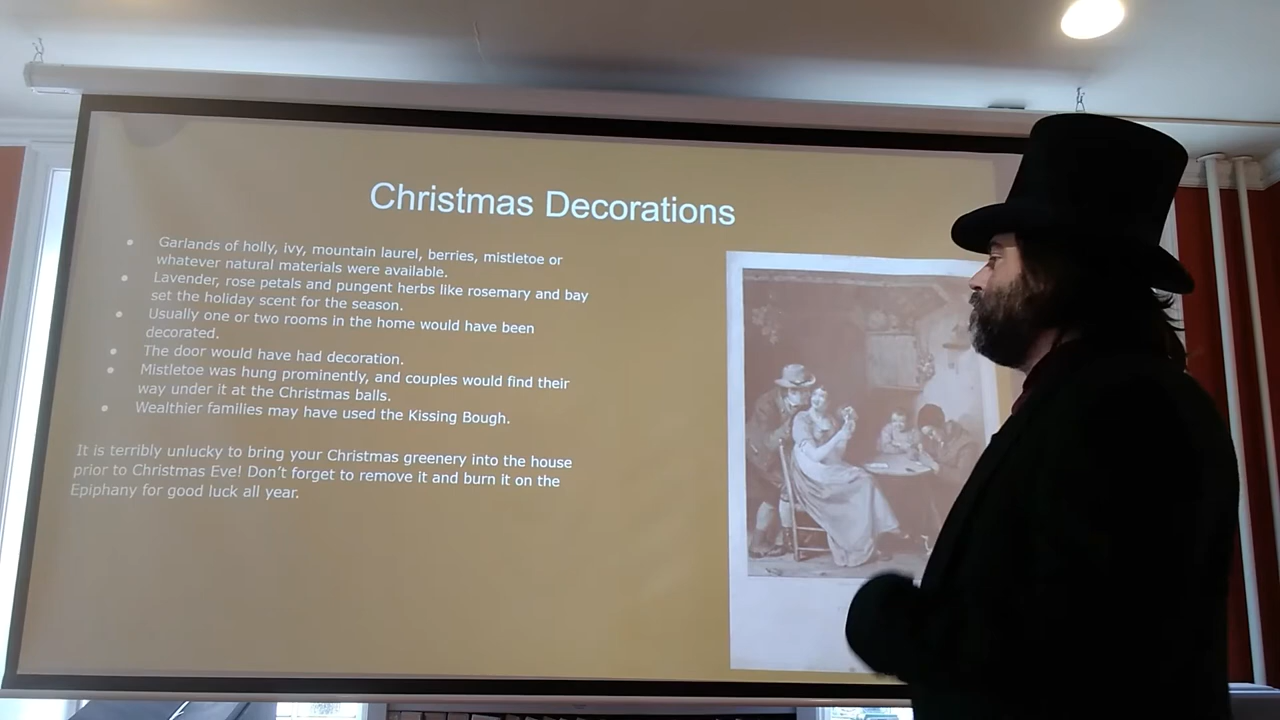 Christmas Decorations
• Garlands of holly, ivy, mountain laurel, berries, mistletoe or
whatever natural materials were available.
• Lavender, rose petals and pungent herbs like rosemary and bay
set the holiday scent for the season.
• Usually one or two rooms in the home would have been
decorated.
• The door would have had decoration.
• Mistletoe was hung prominently, and couples would find their
way under it at the Christmas balls.
• Wealthier families may have used the Kissing Bough.
It is terribly unlucky to bring your Christmas greenery into the house
prior to Christmas Eve! Don’t forget to remove it and burn it on the
Epiphany for good luck all year.